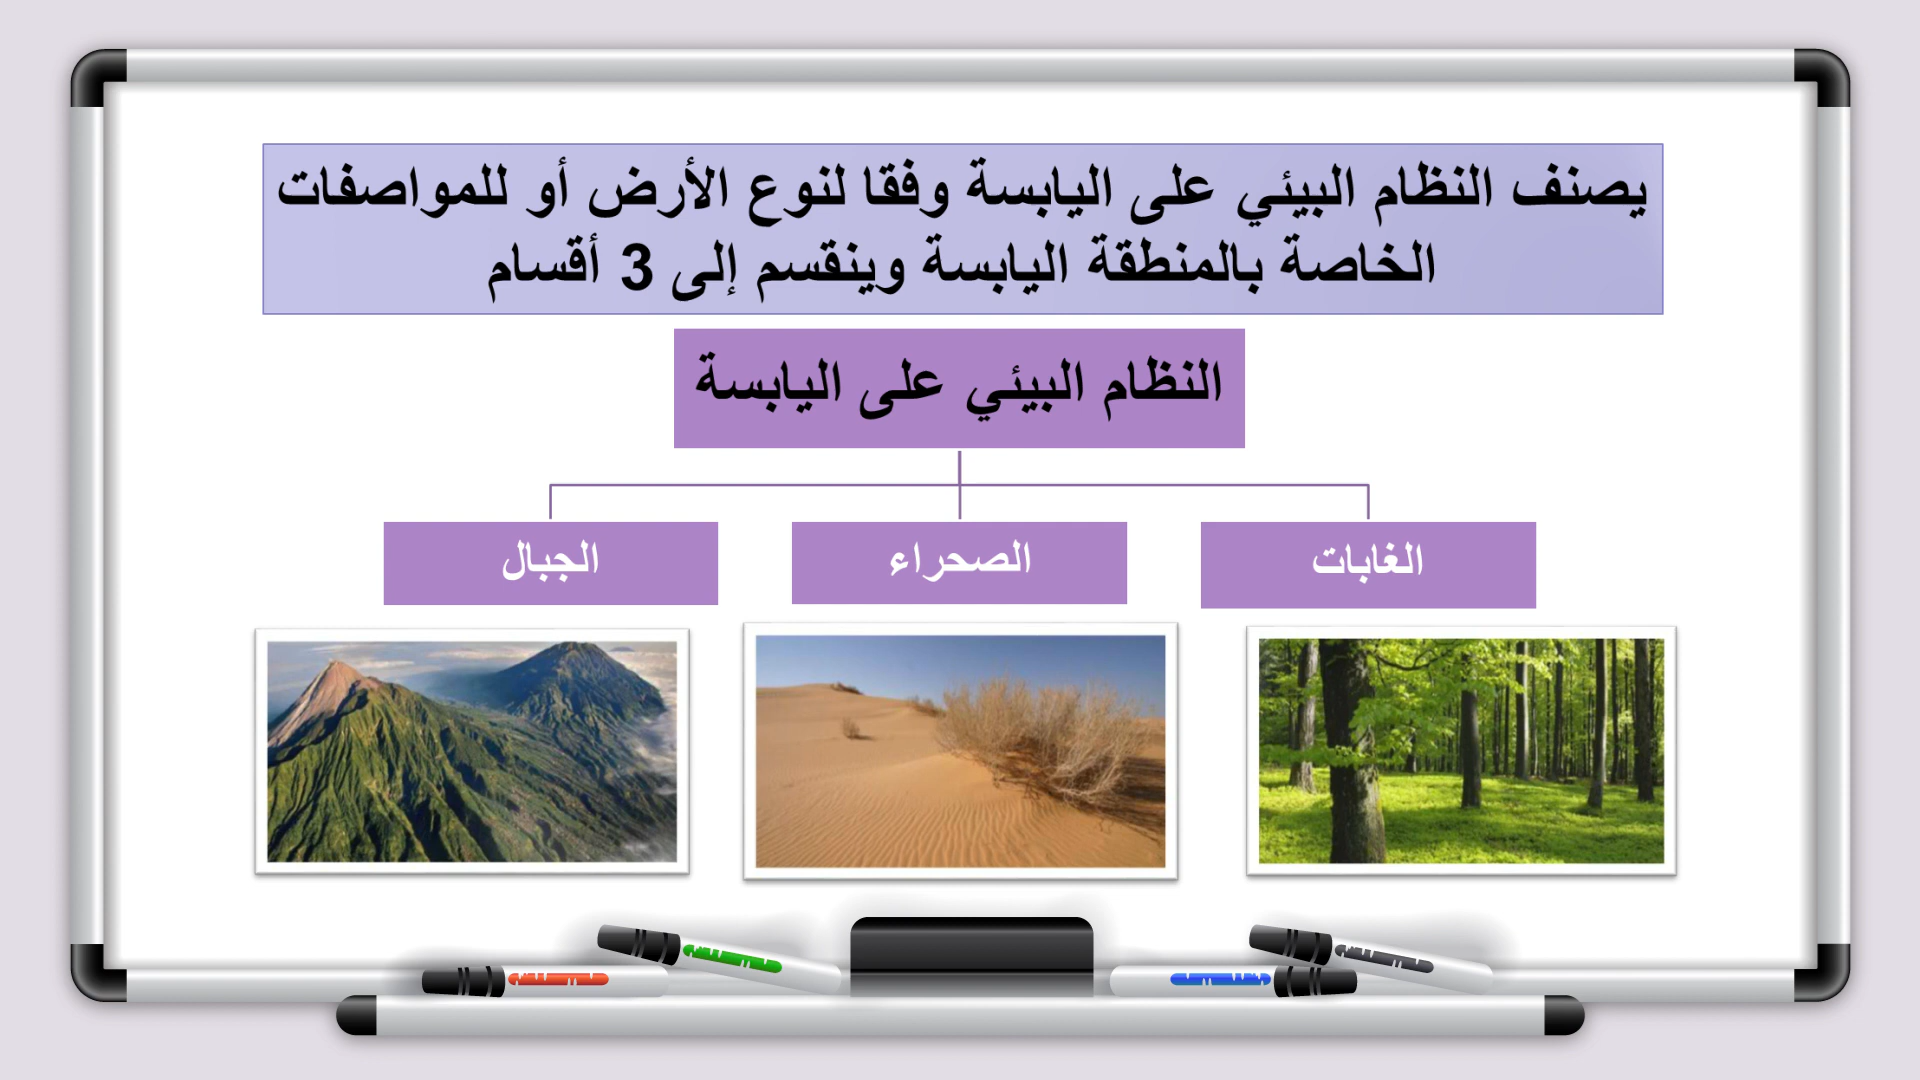 يصنف النظام البيئي على اليابسة وفقا لنوع الأرض أو للمواصفات
الخاصة بالمنطقة اليابسة وينقسم إلى 3 أقسام
النظام البيئي على اليابسة
الغابات
الصحراء
الجبال